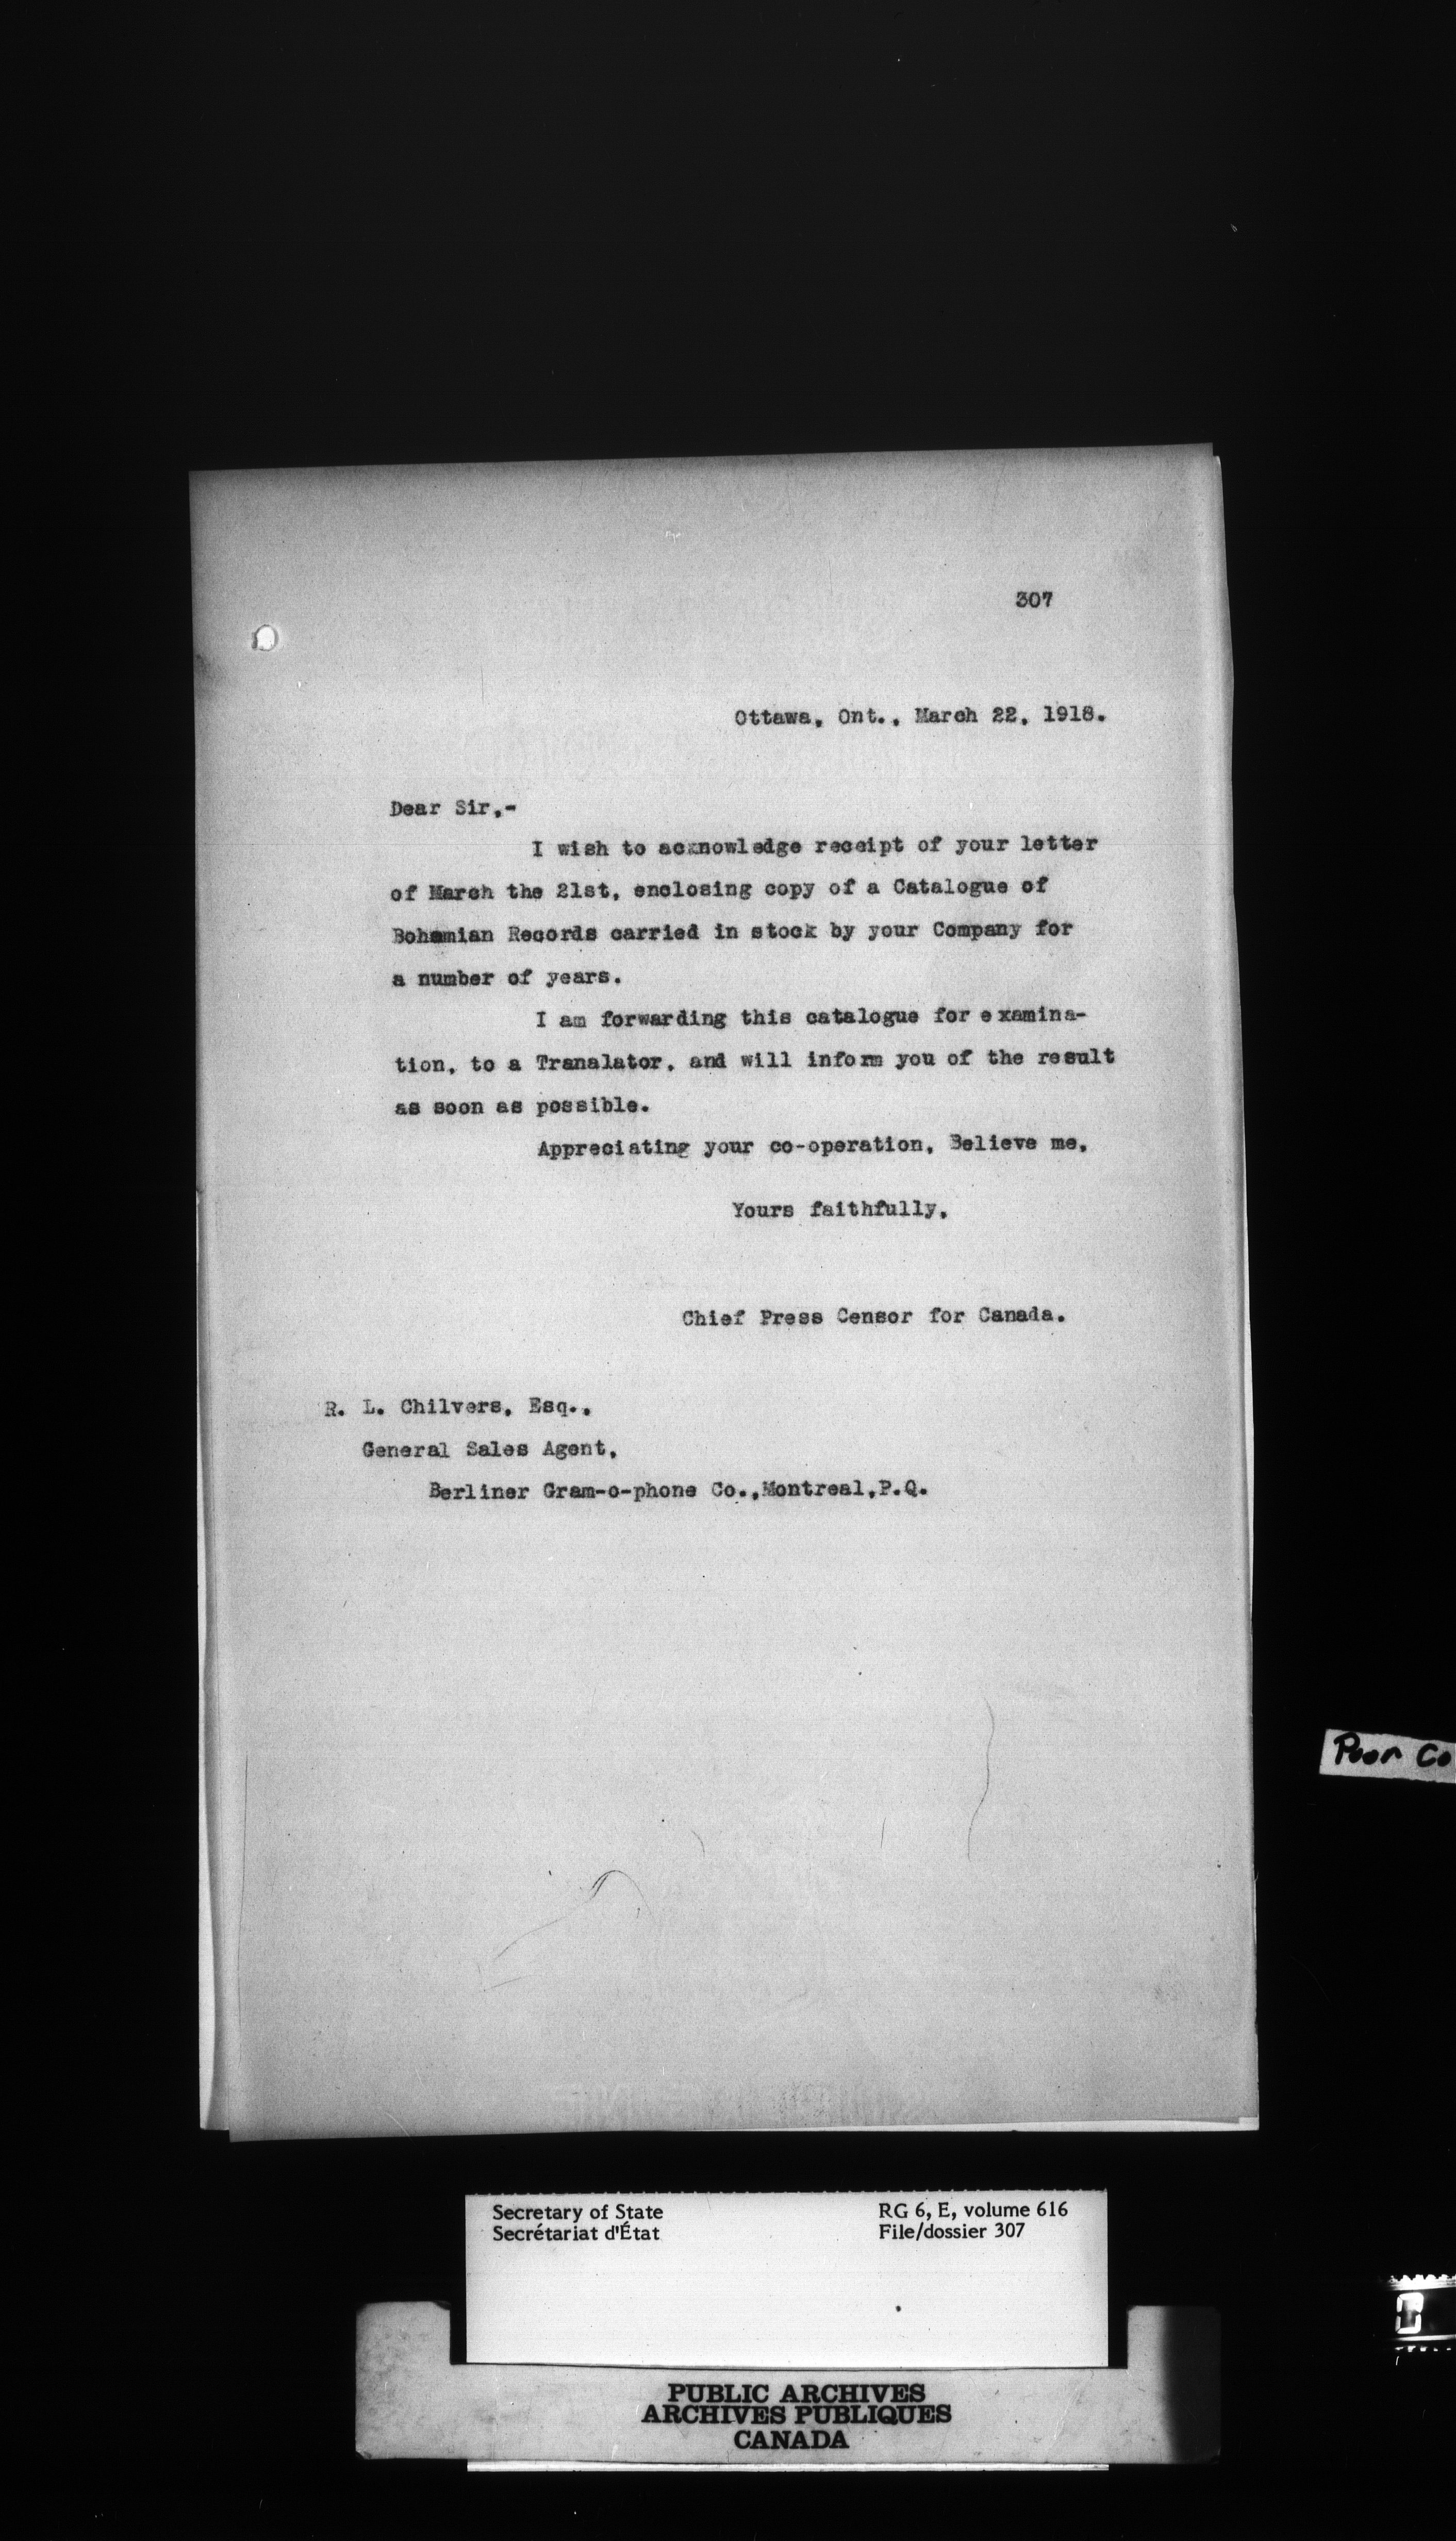 307
Ottawa, Ont., March 22, 1918.
Dear Sir,-
I wish to acknowledge receipt of your letter
of March the 21st, enclosing copy of a Catalogue of
Bohemian Records carried in stock by your Company for
a number of years.
I am forwarding this catalogue for examina-
tion, to a Tranalator, and will inform you of the result
as soon as possible.
Appreciating your co-operation, Believe me,
Yours faithfully,
Chief Press Censor for Canada.
R. L. Chilvers, Esq.,
General Sales Agent,
Berliner Gram-o-phone Co.,Montreal,P.Q.
Poor Co
Secretary of State
Secrétariat d'État
RG 6, E, volume 616
File/dossier 307
PUBLIC ARCHIVES
ARCHIVES PUBLIQUES
CANADA